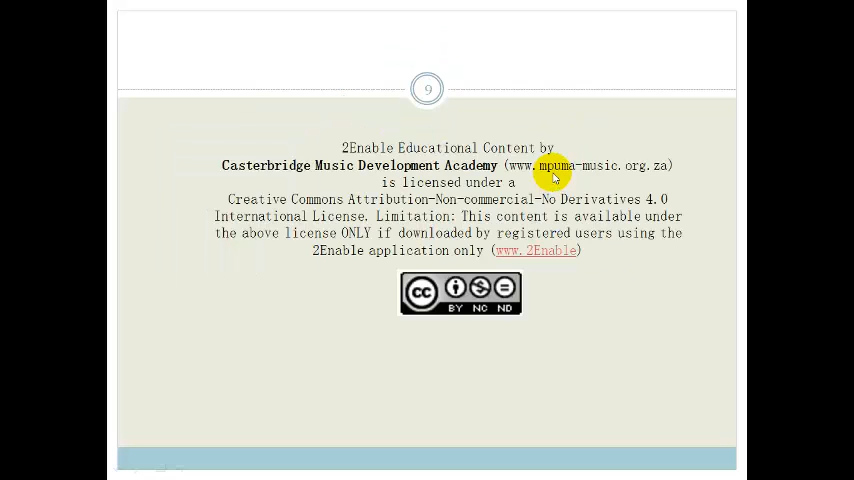 9
2Enable Educational Content by
Casterbridge Music Development Academy (www.mpuma-music.org.za)
is licensed under a
Creative Commons Attribution-Non-commercial-No Derivatives 4.0
International License. Limitation: This content is available under
the above license ONLY if downloaded by registered users using the
2Enable application only (www.2Enable)
cc
BY NC ND